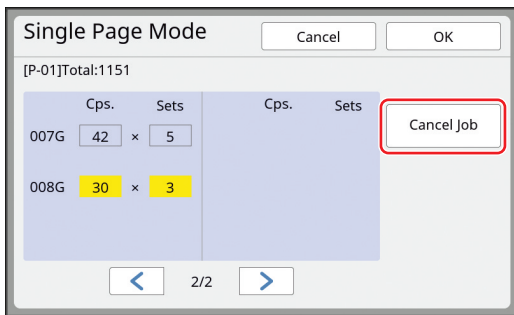 Single Page Mode Cancel OK
[P-01]Total:1151
Cps. Sets Cps. Sets
Cancel Job
007G 42 × 5
008G 30 × 3
2/2